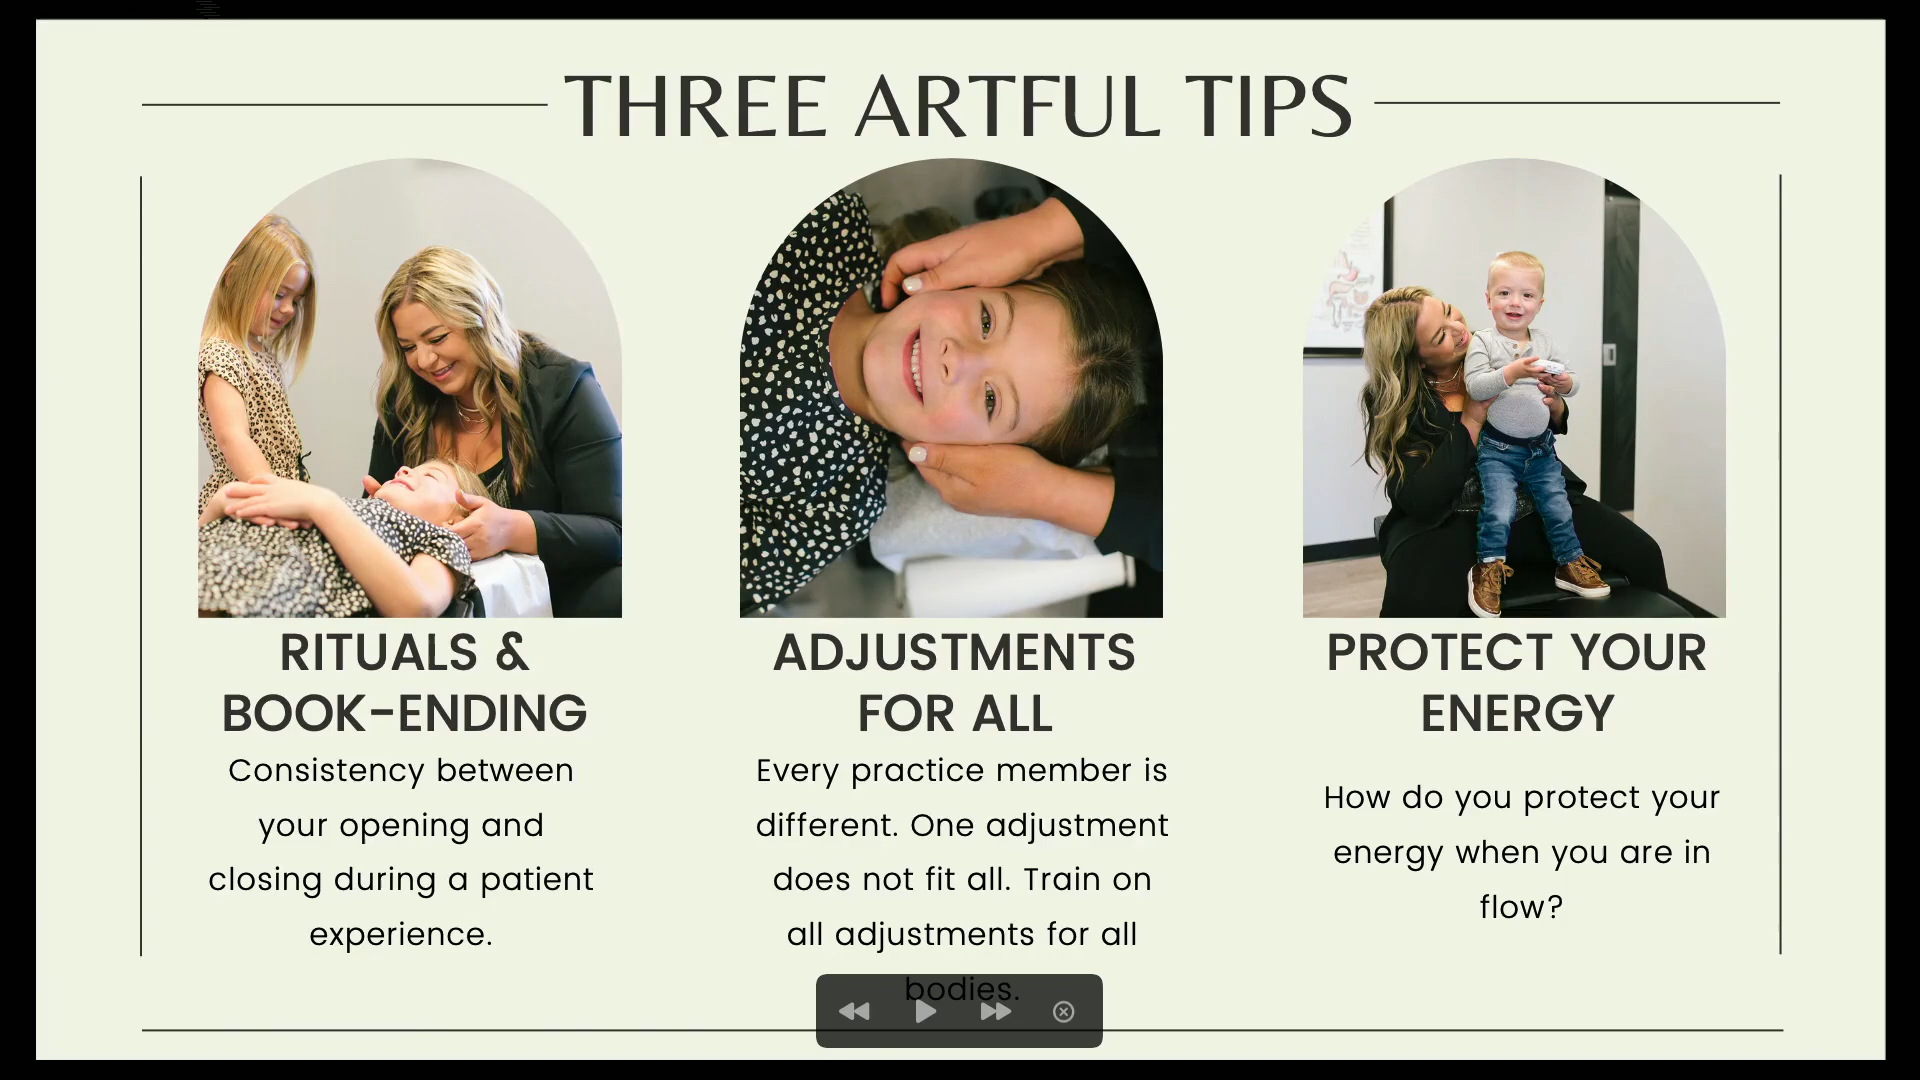 THREE ARTFUL TIPS
RITUALS &
BOOK-ENDING
Consistency between
your opening and
closing during a patient
experience.
ADJUSTMENTS
FOR ALL
Every practice member is
different. One adjustment
does not fit all. Train on
all adjustments for all
bodies.
PROTECT YOUR
ENERGY
How do you protect your
energy when you are in
flow?